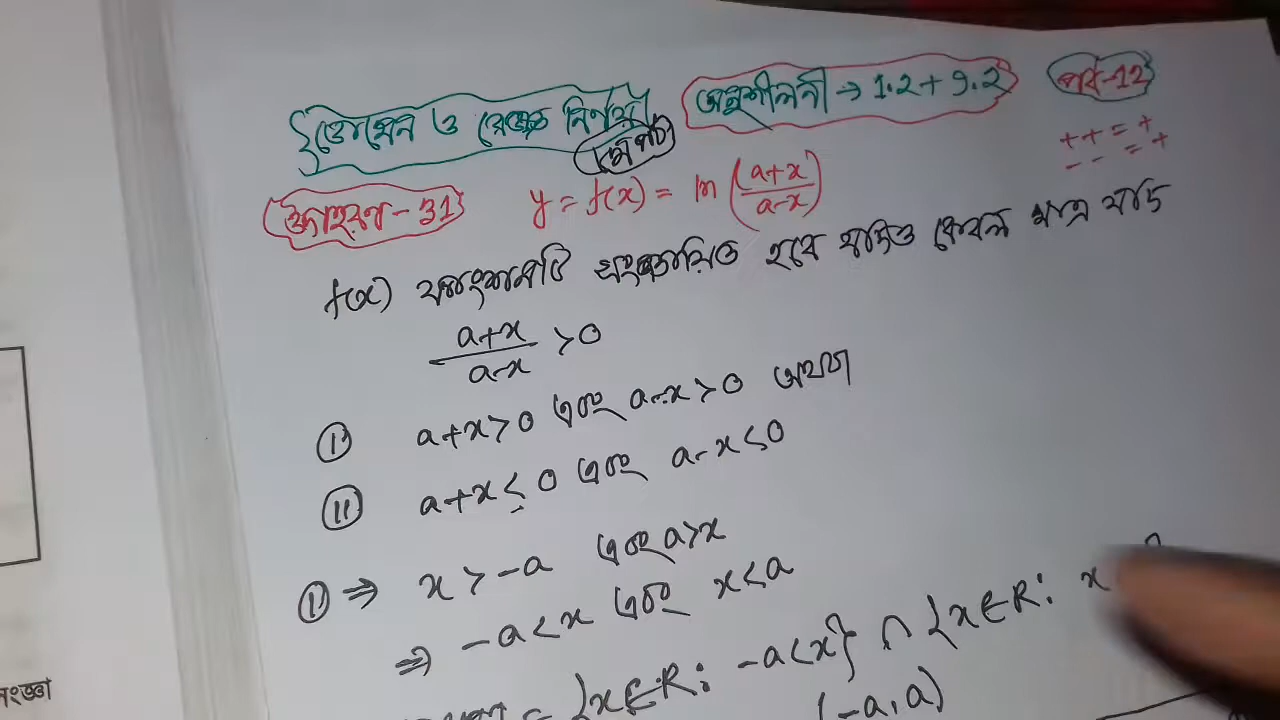 ডোমেন ও রেঞ্জ নির্ণয় অনুশীলনী → 1.2 + 9.2 পর্ব-12
উদাহরণ - 31 y = f(x) = ln (a+x / a-x) + + = +
- - = +
f(x) ফাংশনটি সংজ্ঞায়িত হবে যদিও কেবল মাত্র যদি
a+x / a-x > 0
(i) a+x > 0 এবং a-x > 0 অথবা
(ii) a+x < 0 এবং a-x < 0
(i) ⇒ x > -a এবং a > x
⇒ -a < x এবং x < a
= {x∈R: -a < x} ∩ {x∈R: x
(-a, a)
সংজ্ঞা